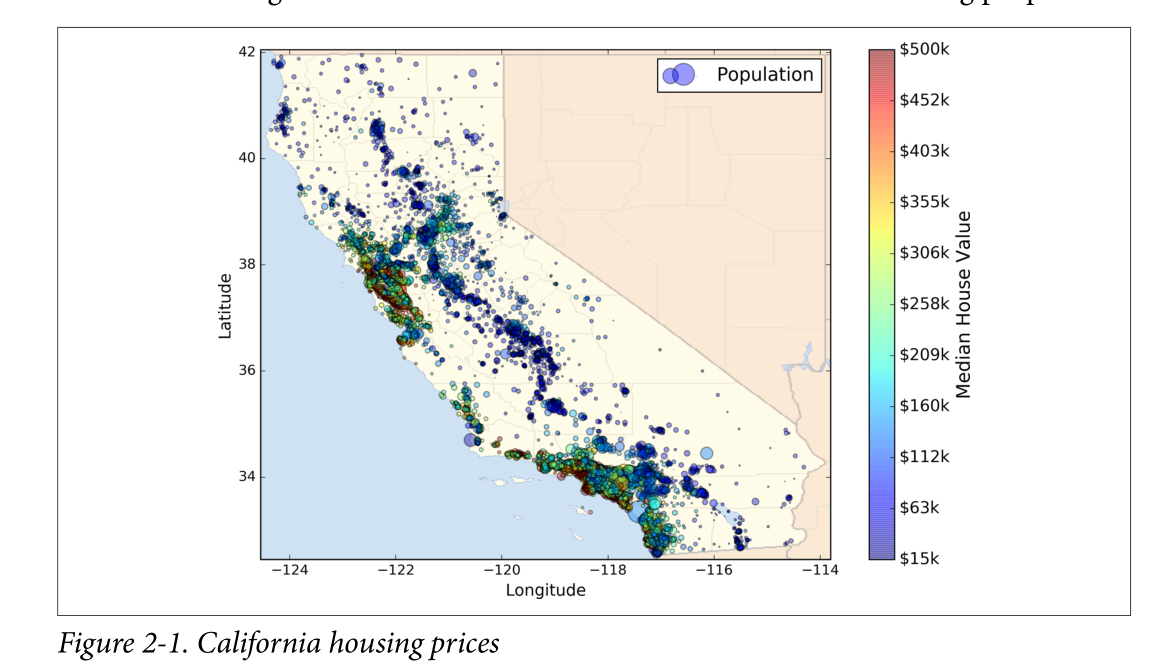 42
40
38
36
34
Latitude
−124 −122 −120 −118 −116 −114
Longitude
Population
$500k
$452k
$403k
$355k
$306k
$258k
$209k
$160k
$112k
$63k
$15k
Median House Value
Figure 2-1. California housing prices